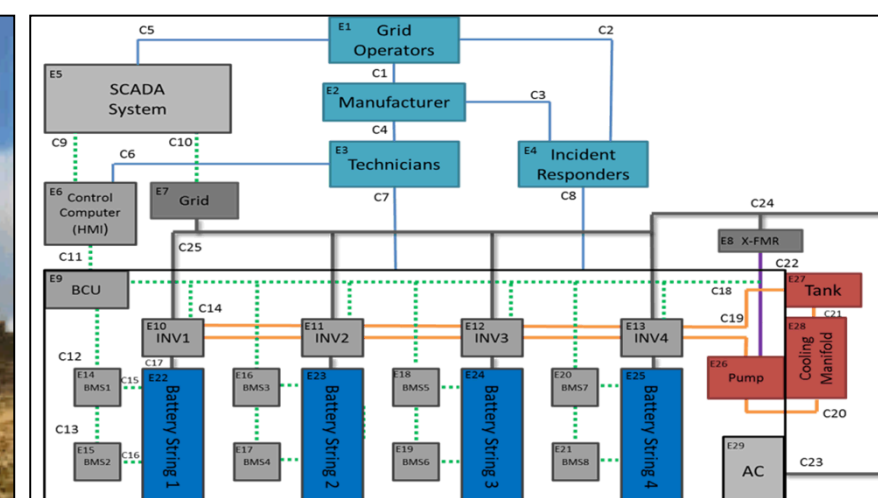 E1
Grid
Operators
C5
C2
C1
E5
SCADA
System
E2
Manufacturer
C3
C4
C9
C10
C6
E3
Technicians
E4
Incident
Responders
E6
Control
Computer
(HMI)
E7
Grid
C7
C8
C24
E8 X-FMR
C25
C11
C22
E9
BCU
C18
E27
Tank
C14
C19
C21
E10
INV1
E11
INV2
E12
INV3
E13
INV4
E28
Cooling
Manifold
C12
C17
E26
Pump
E14
BMS1
C15
E22
Battery String 1
E16
BMS3
E23
Battery String 2
E18
BMS5
E24
Battery String 3
E20
BMS7
E25
Battery String 4
C20
C13
E15
BMS2
C16
E17
BMS4
E19
BMS6
E21
BMS8
E29
AC
C23